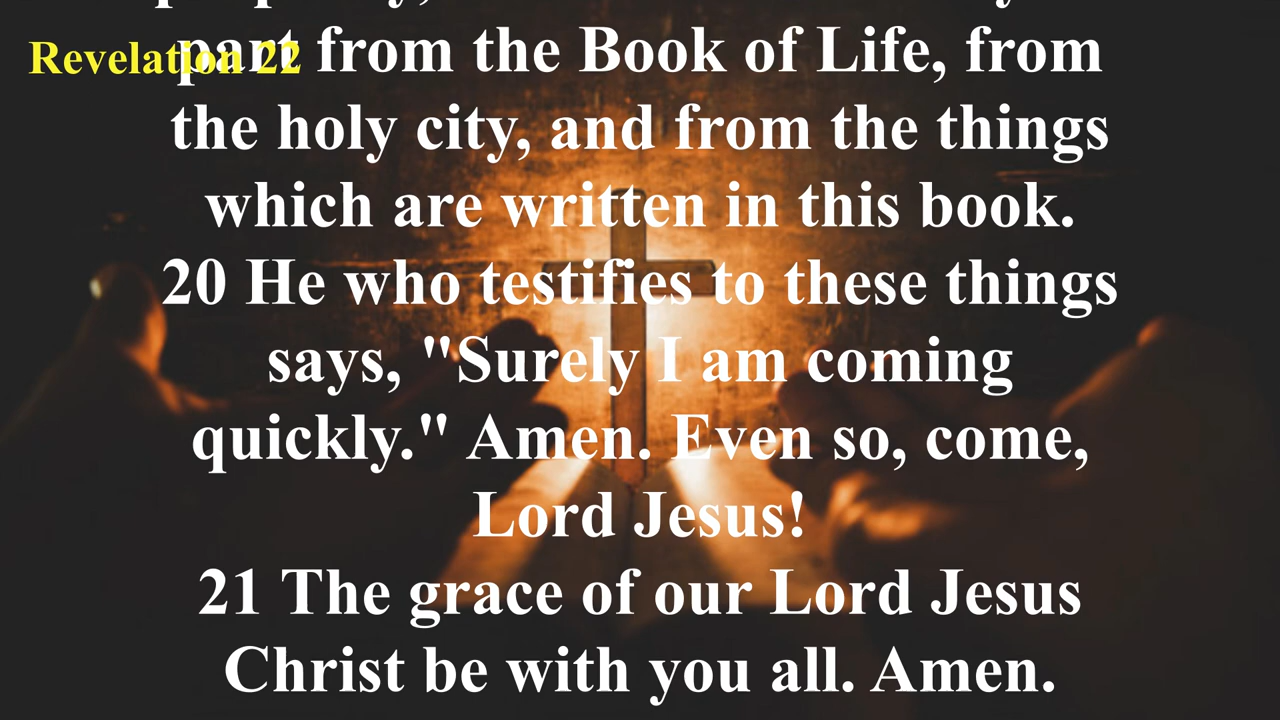 Revelation 22
part from the Book of Life, from
the holy city, and from the things
which are written in this book.
20 He who testifies to these things
says, "Surely I am coming
quickly." Amen. Even so, come,
Lord Jesus!
21 The grace of our Lord Jesus
Christ be with you all. Amen.